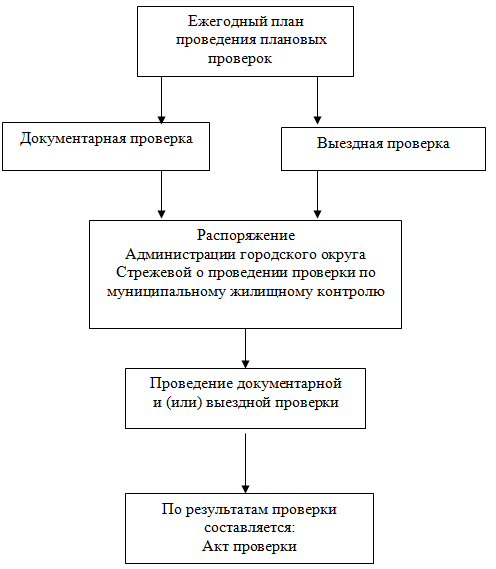 Ежегодный план
проведения плановых
проверок
Документарная проверка
Выездная проверка
Распоряжение
Администрации городского округа
Стрежевой о проведении проверки по
муниципальному жилищному контролю
Проведение документарной
и (или) выездной проверки
По результатам проверки
составляется:
Акт проверки